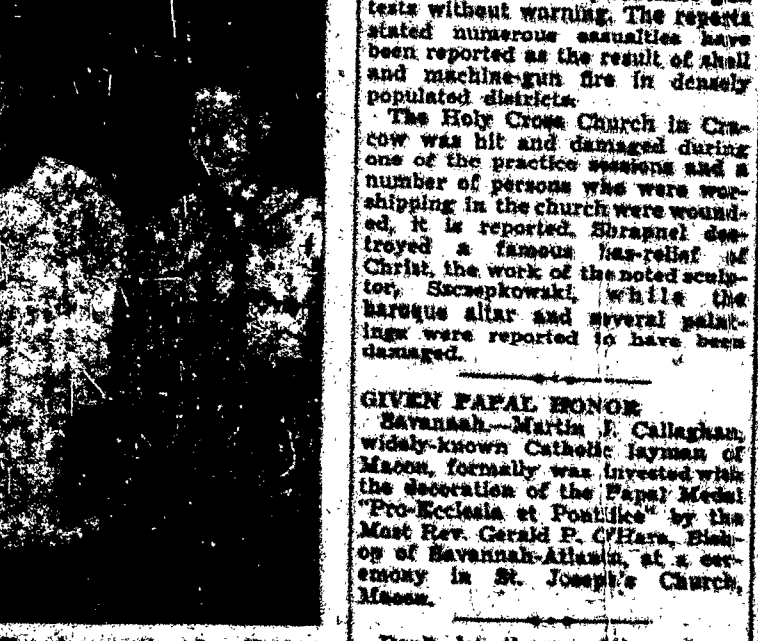 tests without warning. The reports
stated numerous casualties have
been reported as the result of shell
and machine-gun fire in densely
populated districts.
The Holy Cross Church in Cra-
cow was hit and damaged during
one of the practice sessions and a
number of persons who were wor-
shipping in the church were wound-
ed, it is reported. Shrapnel des-
troyed a famous bas-relief of
Christ, the work of the noted sculp-
tor, Szczepkowski, while the
baroque altar and several paint-
ings were reported to have been
damaged.
GIVEN PAPAL HONOR
Savannah.—Martin J. Callaghan,
widely-known Catholic layman of
Macon, formally was invested with
the decoration of the Papal Medal
"Pro-Ecclesia et Pontifice" by the
Most Rev. Gerald P. O'Hara, Bish-
op of Savannah-Atlanta, at a cer-
emony in St. Joseph's Church,
Macon.